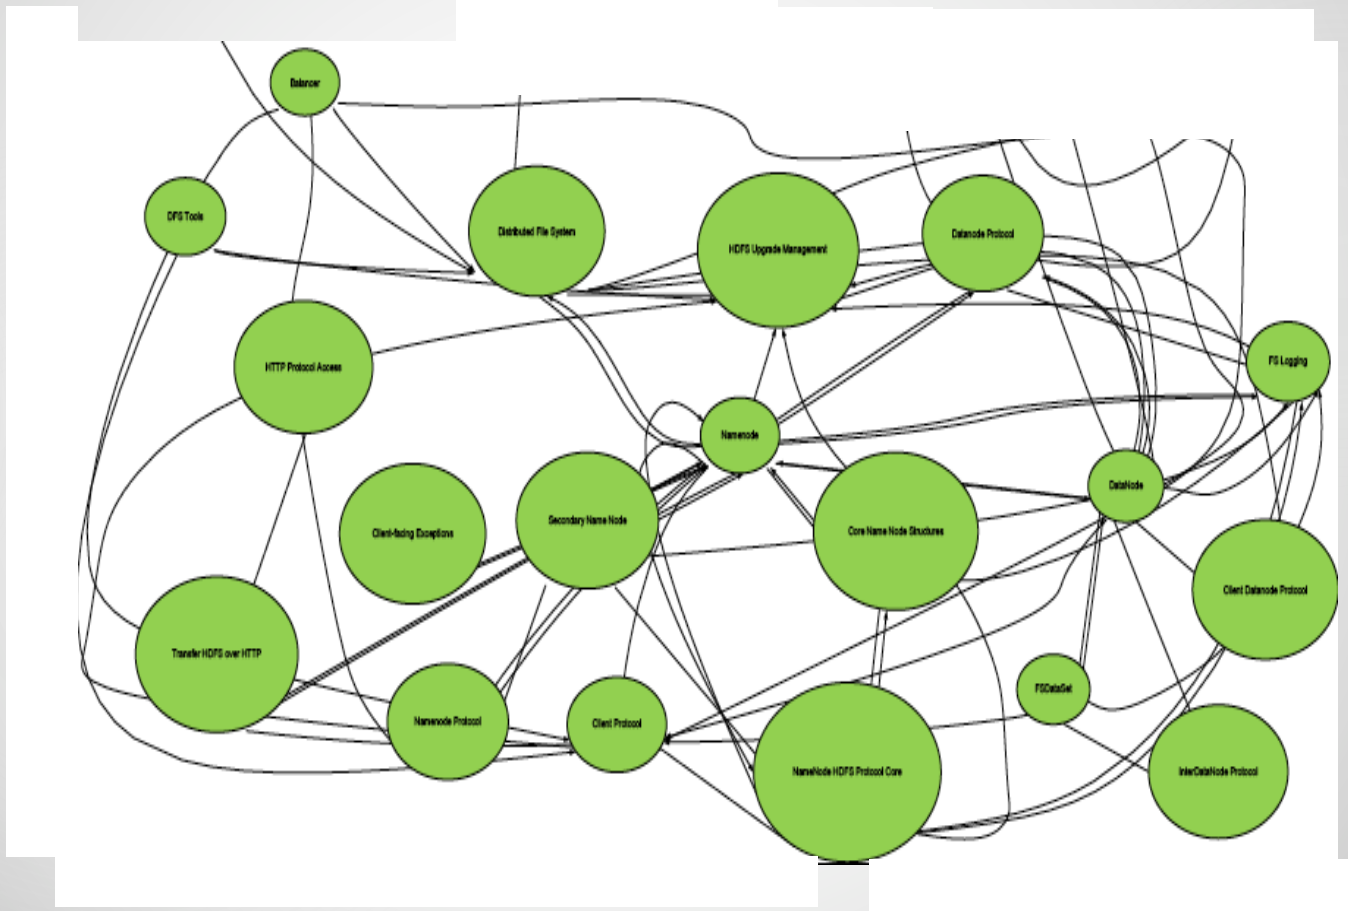 Balancer
DFS Tools
Distributed File System
HDFS Upgrade Management
Datanode Protocol
HTTP Protocol Access
FS Logging
Namenode
DataNode
Client-facing Exceptions
Secondary Name Node
Core Name Node Structures
Client Datanode Protocol
Transfer HDFS over HTTP
FSDataSet
Namenode Protocol
Client Protocol
NameNode HDFS Protocol Core
InterDataNode Protocol